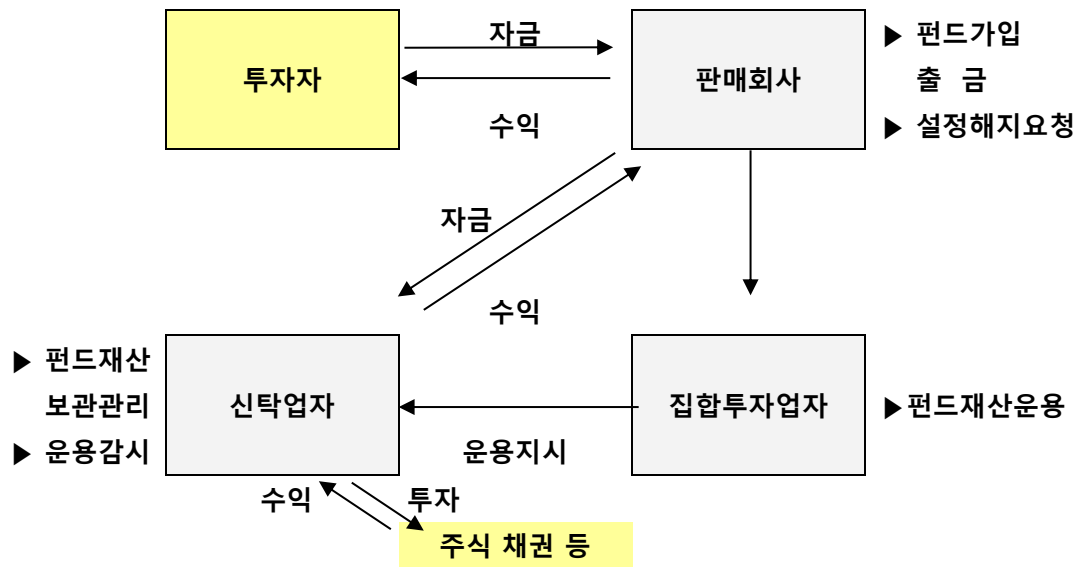 자금
▶ 펀드가입
투자자
판매회사
출 금
수익
▶ 설정해지요청
자금
수익
▶ 펀드재산
보관관리
신탁업자
집합투자업자
▶펀드재산운용
▶ 운용감시
운용지시
수익
투자
주식 채권 등